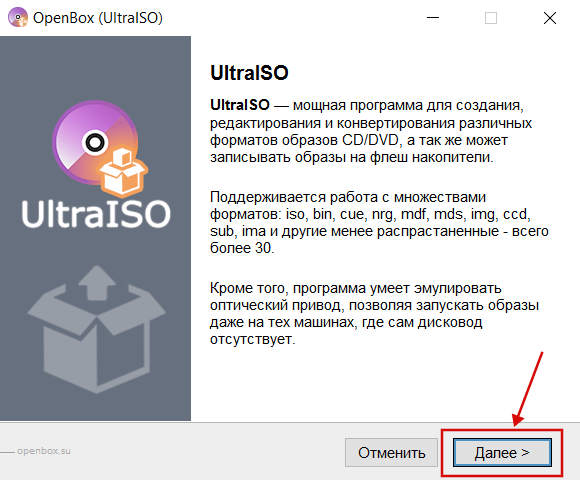 OpenBox (UltraISO)
UltraISO
UltraISO — мощная программа для создания,
редактирования и конвертирования различных
форматов образов CD/DVD, а так же может
записывать образы на флеш накопители.
Поддерживается работа с множествами
форматов: iso, bin, cue, nrg, mdf, mds, img, ccd,
sub, ima и другие менее распрастаненные - всего
более 30.
Кроме того, программа умеет эмулировать
оптический привод, позволяя запускать образы
даже на тех машинах, где сам дисковод
отсутствует.
UltraISO
openbox.su
Отменить
Далее >